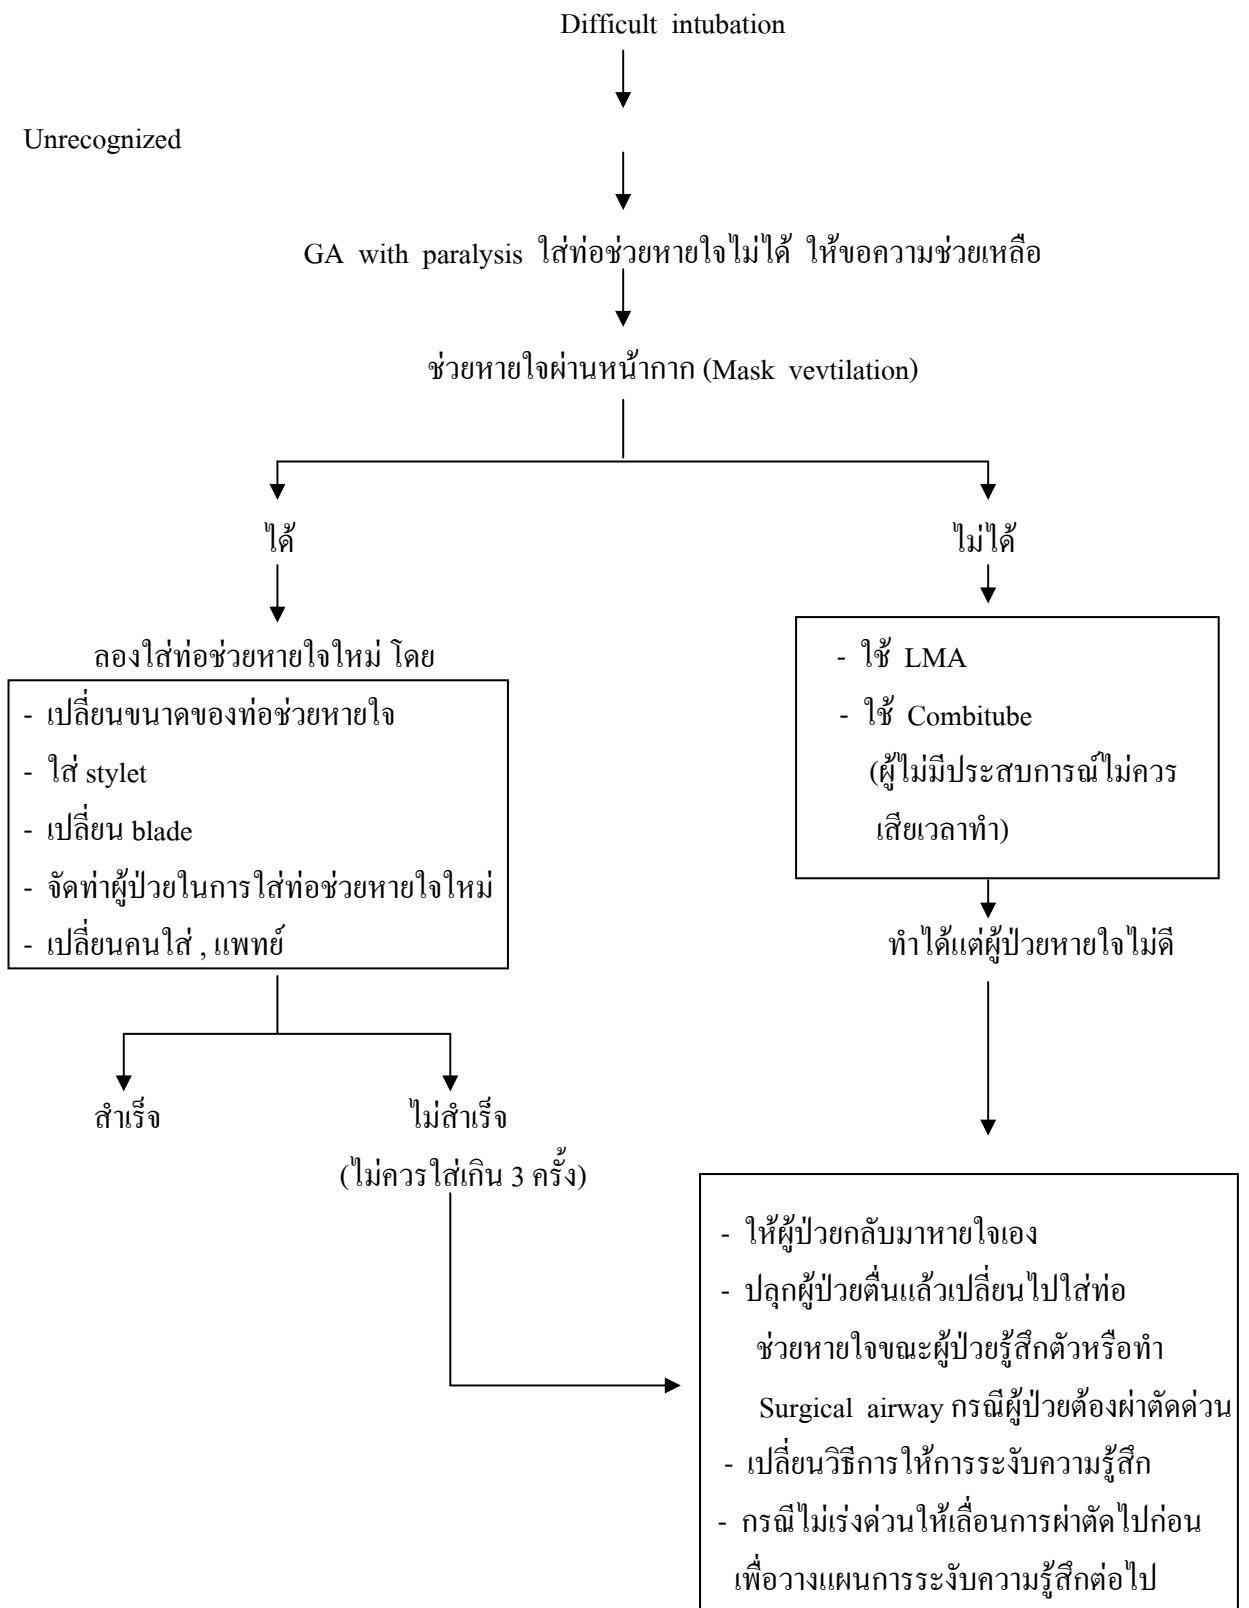 Difficult intubation
Unrecognized
GA with paralysis ใส่ท่อช่วยหายใจไม่ได้ ให้ขอความช่วยเหลือ
ช่วยหายใจผ่านหน้ากาก (Mask vevtilation)
ได้
ไม่ได้
ลองใส่ท่อช่วยหายใจใหม่ โดย
- เปลี่ยนขนาดของท่อช่วยหายใจ
- ใส่ stylet
- เปลี่ยน blade
- จัดท่าผู้ป่วยในการใส่ท่อช่วยหายใจใหม่
- เปลี่ยนคนใส่ , แพทย์
- ใช้ LMA
- ใช้ Combitube
(ผู้ไม่มีประสบการณ์ไม่ควร
เสียเวลาทำ)
ทำได้แต่ผู้ป่วยหายใจไม่ดี
สำเร็จ
ไม่สำเร็จ
(ไม่ควรใส่เกิน 3 ครั้ง)
- ให้ผู้ป่วยกลับมาหายใจเอง
- ปลุกผู้ป่วยตื่นแล้วเปลี่ยนไปใส่ท่อ
ช่วยหายใจขณะผู้ป่วยรู้สึกตัวหรือทำ
Surgical airway กรณีผู้ป่วยต้องผ่าตัดด่วน
- เปลี่ยนวิธีการให้การระงับความรู้สึก
- กรณีไม่เร่งด่วนให้เลื่อนการผ่าตัดไปก่อน
เพื่อวางแผนการระงับความรู้สึกต่อไป